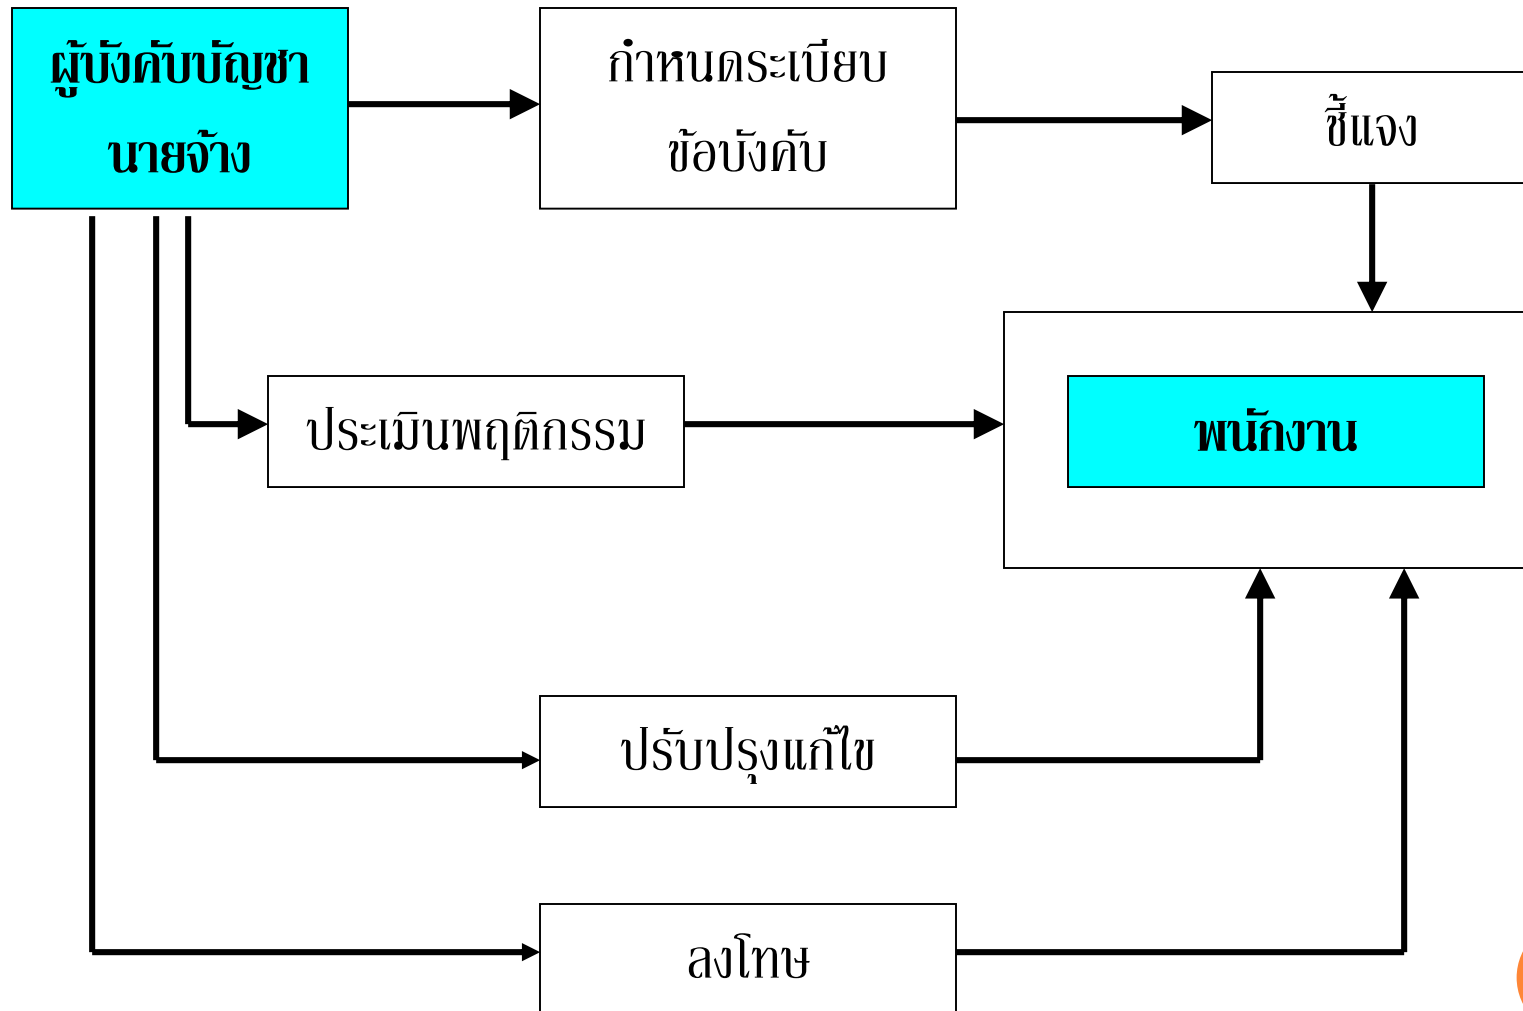 ผู้บังคับบัญชา
นายจ้าง
กำหนดระเบียบ
ข้อบังคับ
ชี้แจง
ประเมินพฤติกรรม
พนักงาน
ปรับปรุงแก้ไข
ลงโทษ